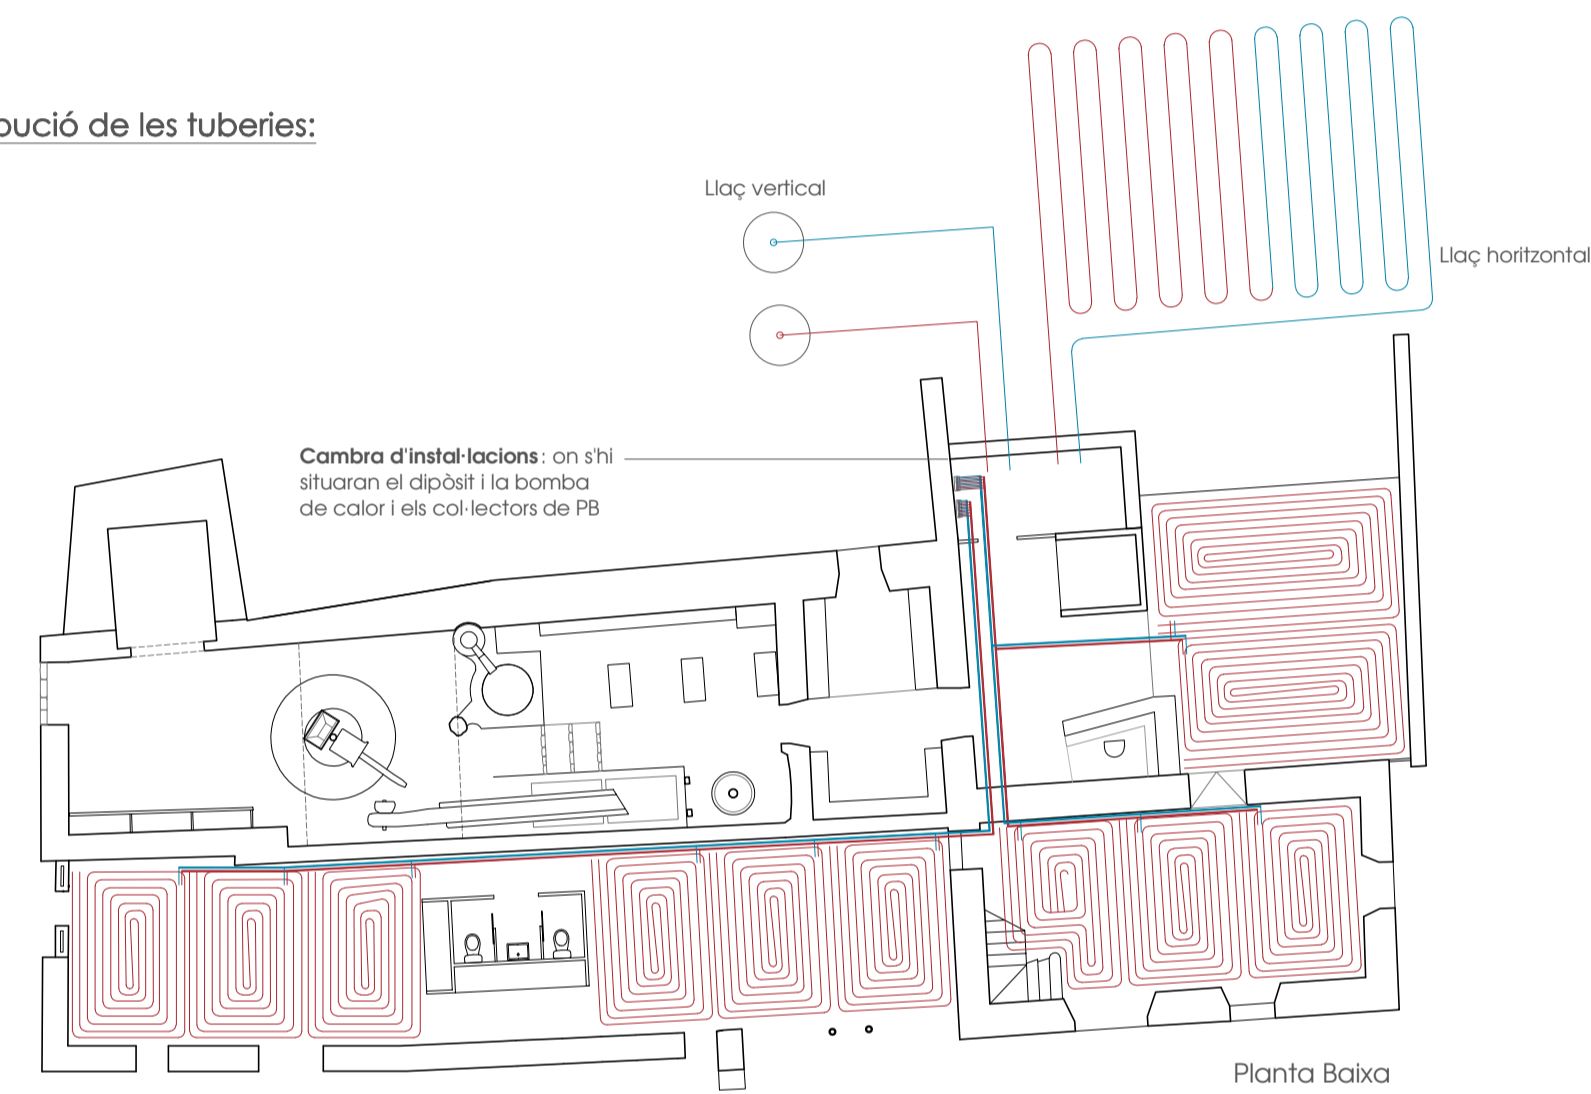 de les tuberies:
Llaç vertical
Llaç horitzontal
Cambra d'instal·lacions: on s'hi
situaran el dipòsit i la bomba
de calor i els col·lectors de PB
Planta Baixa